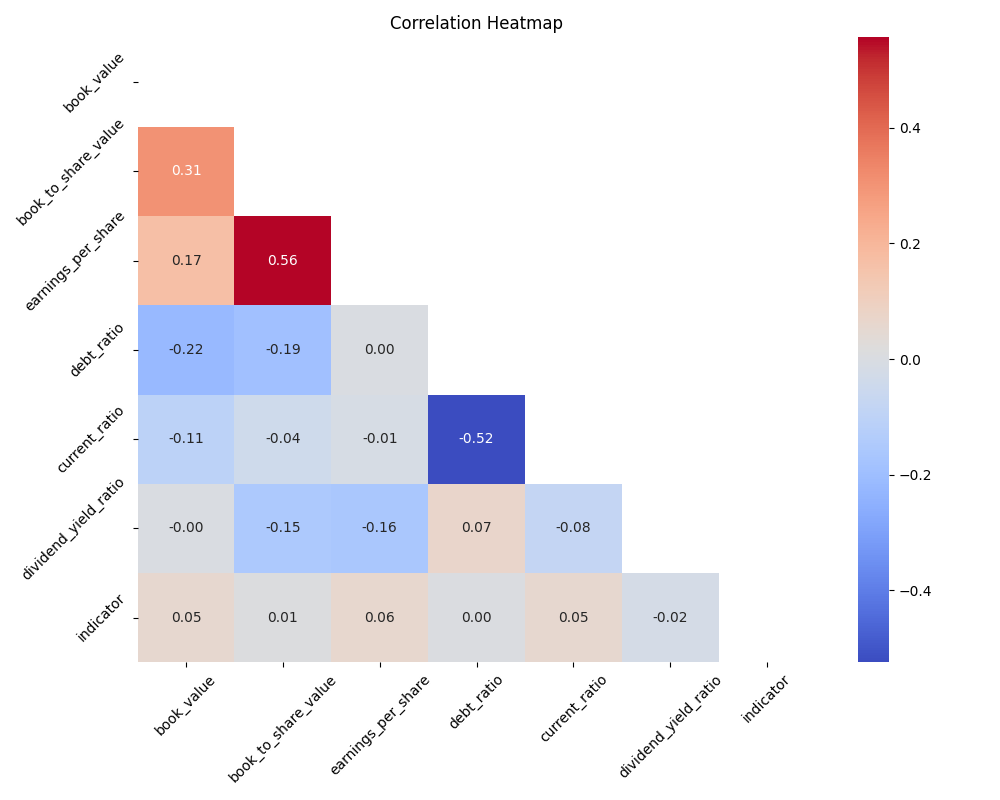 Correlation Heatmap
book_value
book_to_share_value
0.31
earnings_per_share
0.17 0.56
debt_ratio
-0.22 -0.19 0.00
current_ratio
-0.11 -0.04 -0.01 -0.52
dividend_yield_ratio
-0.00 -0.15 -0.16 0.07 -0.08
indicator
0.05 0.01 0.06 0.00 0.05 -0.02
book_value
book_to_share_value
earnings_per_share
debt_ratio
current_ratio
dividend_yield_ratio
indicator
0.4
0.2
0.0
−0.2
−0.4